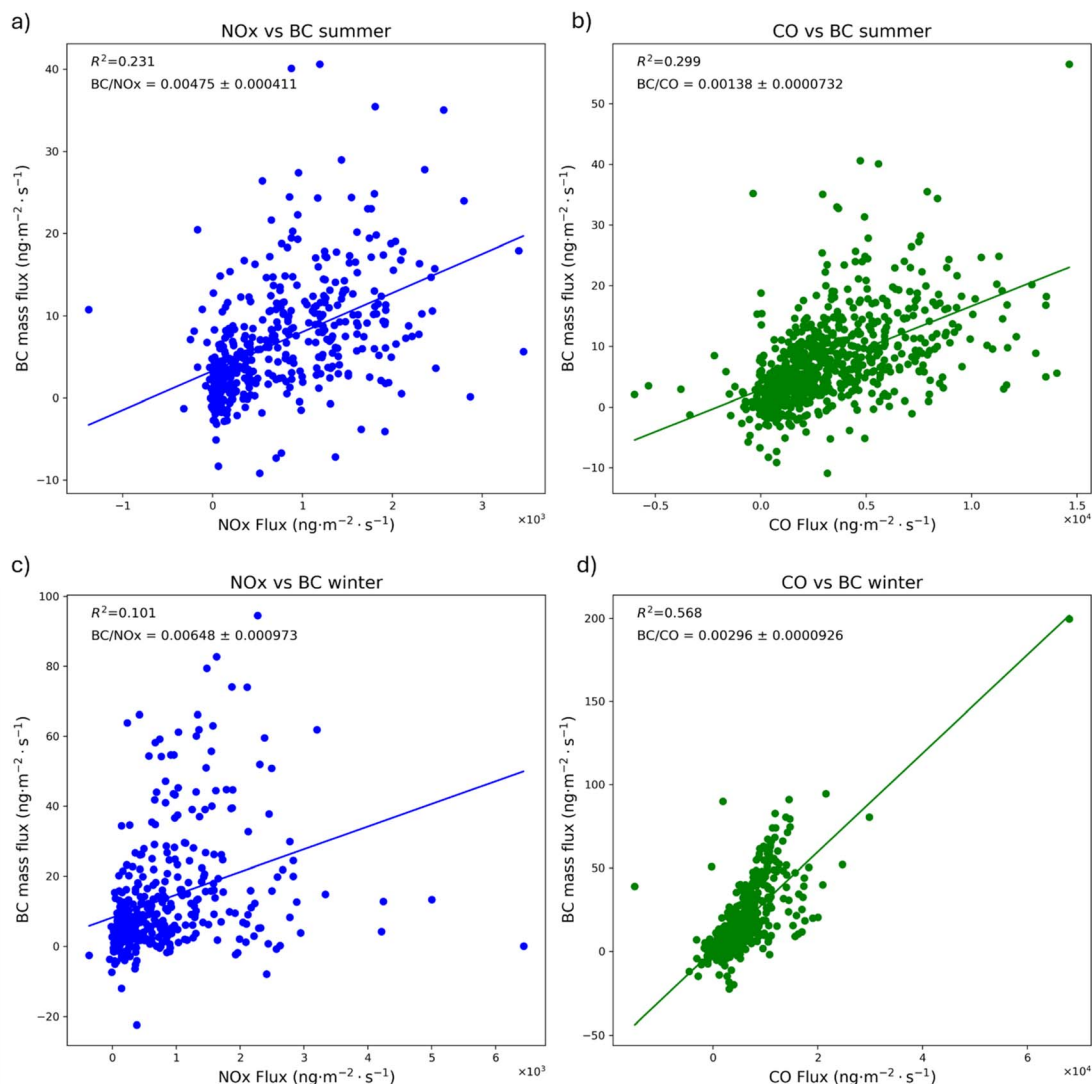 a)
NOx vs BC summer
R²=0.231
BC/NOx = 0.00475 ± 0.000411
BC mass flux (ng·m⁻²·s⁻¹)
40
30
20
10
0
−10
−1
0
1
2
3
×10³
NOx Flux (ng·m⁻²·s⁻¹)
b)
CO vs BC summer
R²=0.299
BC/CO = 0.00138 ± 0.0000732
BC mass flux (ng·m⁻²·s⁻¹)
50
40
30
20
10
0
−10
−0.5
0.0
0.5
1.0
1.5
×10⁴
CO Flux (ng·m⁻²·s⁻¹)
c)
NOx vs BC winter
R²=0.101
BC/NOx = 0.00648 ± 0.000973
BC mass flux (ng·m⁻²·s⁻¹)
100
80
60
40
20
0
−20
0
1
2
3
4
5
6
×10³
NOx Flux (ng·m⁻²·s⁻¹)
d)
CO vs BC winter
R²=0.568
BC/CO = 0.00296 ± 0.0000926
BC mass flux (ng·m⁻²·s⁻¹)
200
150
100
50
0
−50
0
2
4
6
×10⁴
CO Flux (ng·m⁻²·s⁻¹)